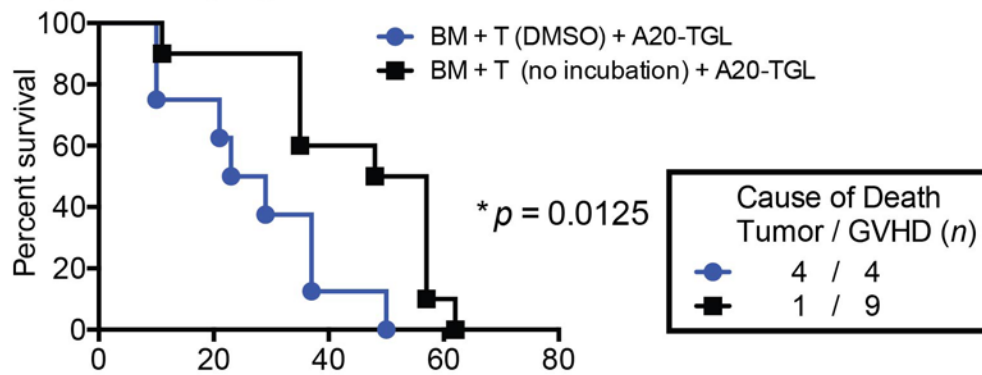 100
80
60
40
20
0
Percent survival
0 20 40 60 80
BM + T (DMSO) + A20-TGL
BM + T (no incubation) + A20-TGL
* p = 0.0125
Cause of Death
Tumor / GVHD (n)
4 / 4
1 / 9